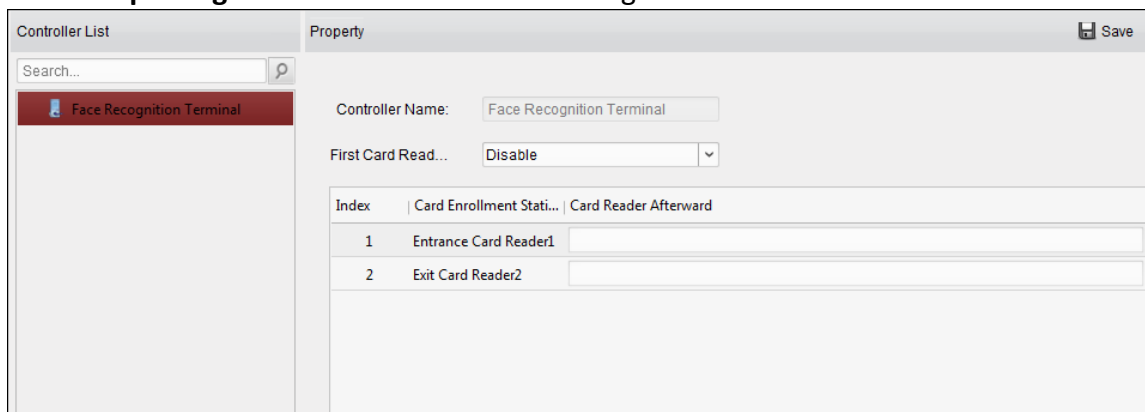 Controller List
Property
Save
Search...
Face Recognition Terminal
Controller Name: Face Recognition Terminal
First Card Read... Disable
Index Card Enrollment Stati... Card Reader Afterward
1 Entrance Card Reader1
2 Exit Card Reader2